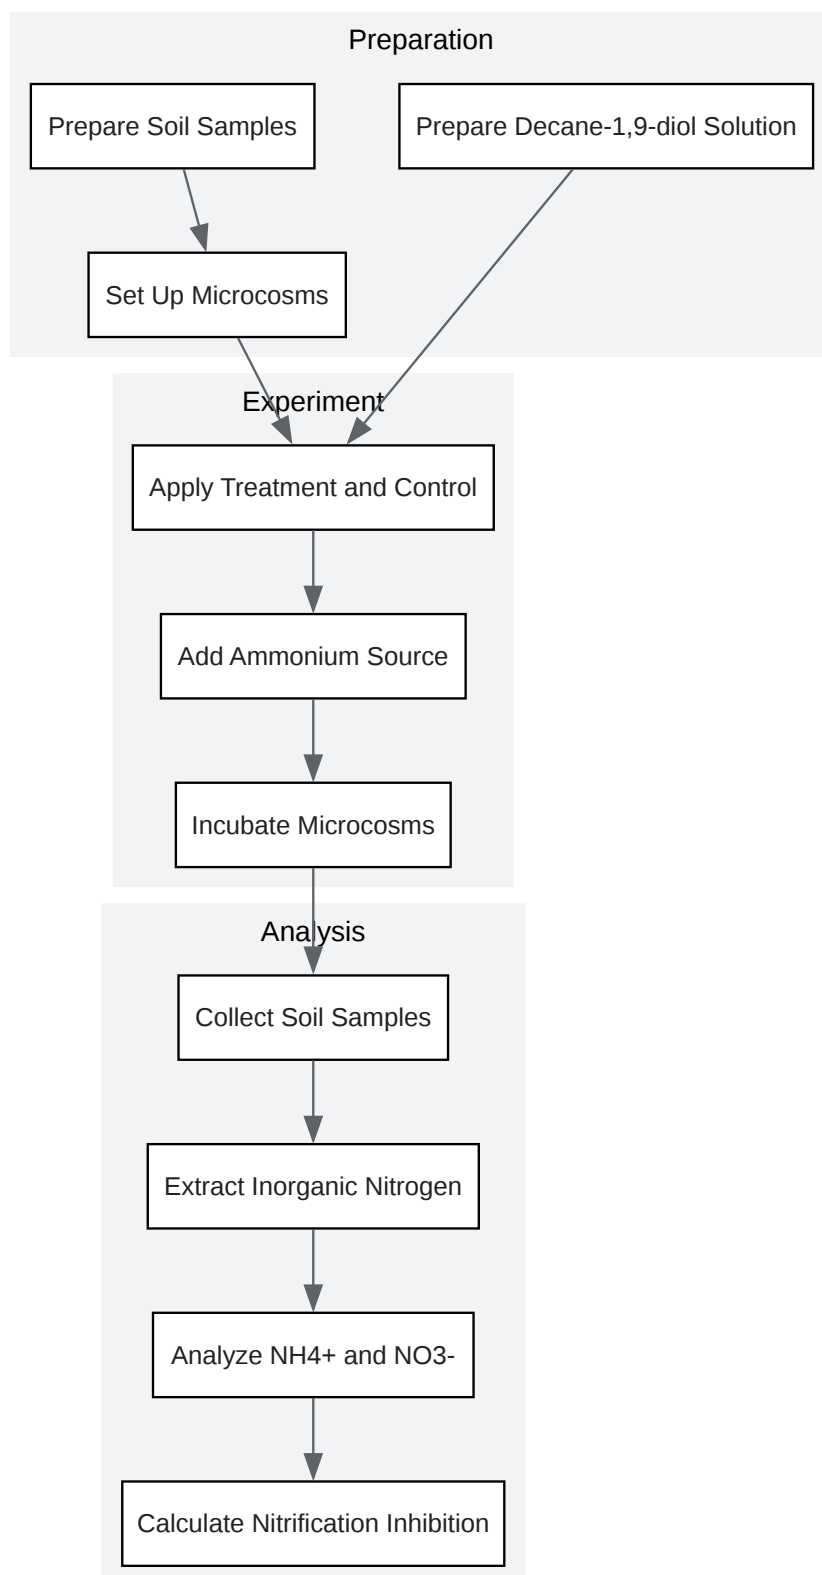 Preparation
Prepare Soil Samples
Prepare Decane-1,9-diol Solution
Set Up Microcosms
Experiment
Apply Treatment and Control
Add Ammonium Source
Incubate Microcosms
Analysis
Collect Soil Samples
Extract Inorganic Nitrogen
Analyze NH4+ and NO3-
Calculate Nitrification Inhibition